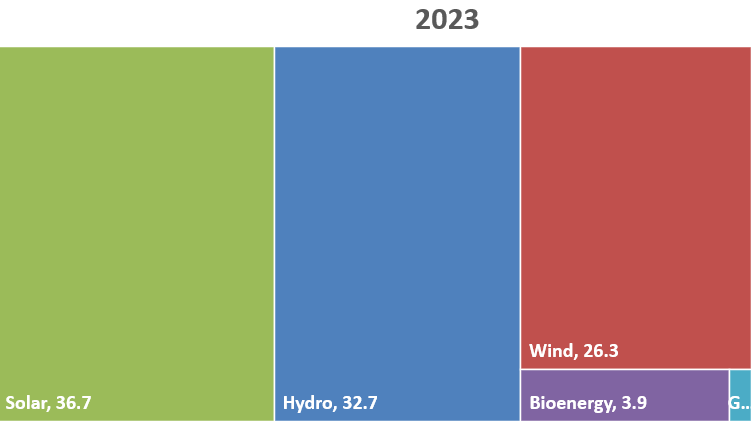 2023
Solar, 36.7
Hydro, 32.7
Wind, 26.3
Bioenergy, 3.9
G...